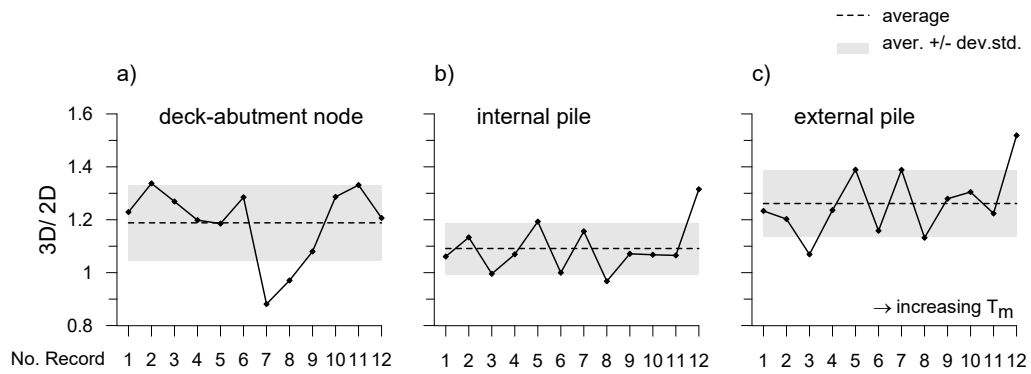 average
aver. +/- dev.std.
a)
b)
c)
deck-abutment node
internal pile
external pile
3D/ 2D
1.6
1.4
1.2
1
0.8
→ increasing Tm
No. Record 1 2 3 4 5 6 7 8 9 10 11 12
1 2 3 4 5 6 7 8 9 10 11 12
1 2 3 4 5 6 7 8 9 10 11 12